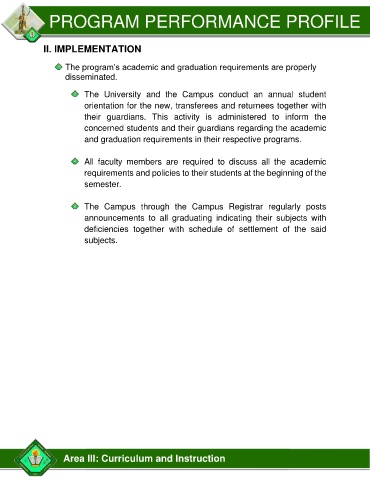 PROGRAM PERFORMANCE PROFILE
II. IMPLEMENTATION
The program's academic and graduation requirements are properly
disseminated.
The University and the Campus conduct an annual student
orientation for the new, transferees and returnees together with
their guardians. This activity is administered to inform the
concerned students and their guardians regarding the academic
and graduation requirements in their respective programs.
All faculty members are required to discuss all the academic
requirements and policies to their students at the beginning of the
semester.
The Campus through the Campus Registrar regularly posts
announcements to all graduating indicating their subjects with
deficiencies together with schedule of settlement of the said
subjects.
Area III: Curriculum and Instruction